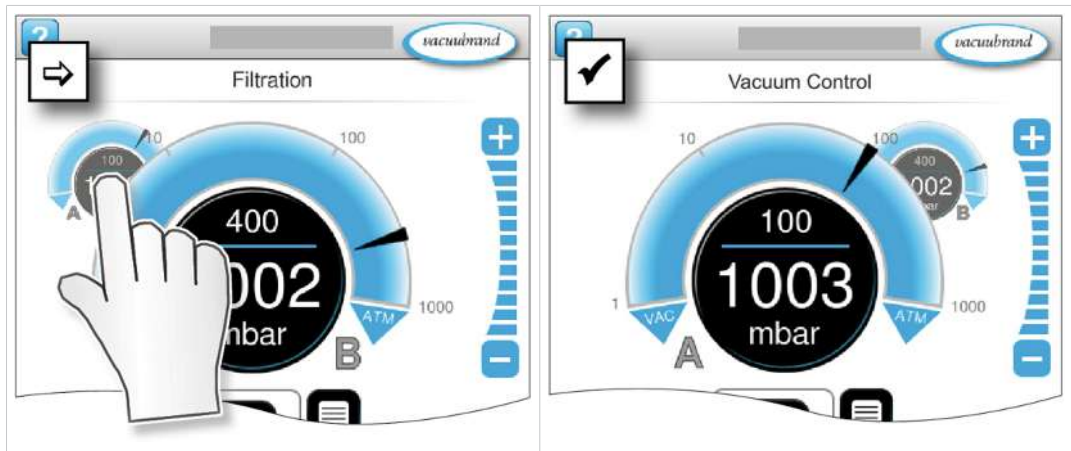 ?
vacuubrand
Filtration
10
100
100
A
400
002
mbar
1000
ATM
B
?
vacuubrand
Vacuum Control
10
100
400
002
B
100
1003
mbar
1
1000
VAC
ATM
A